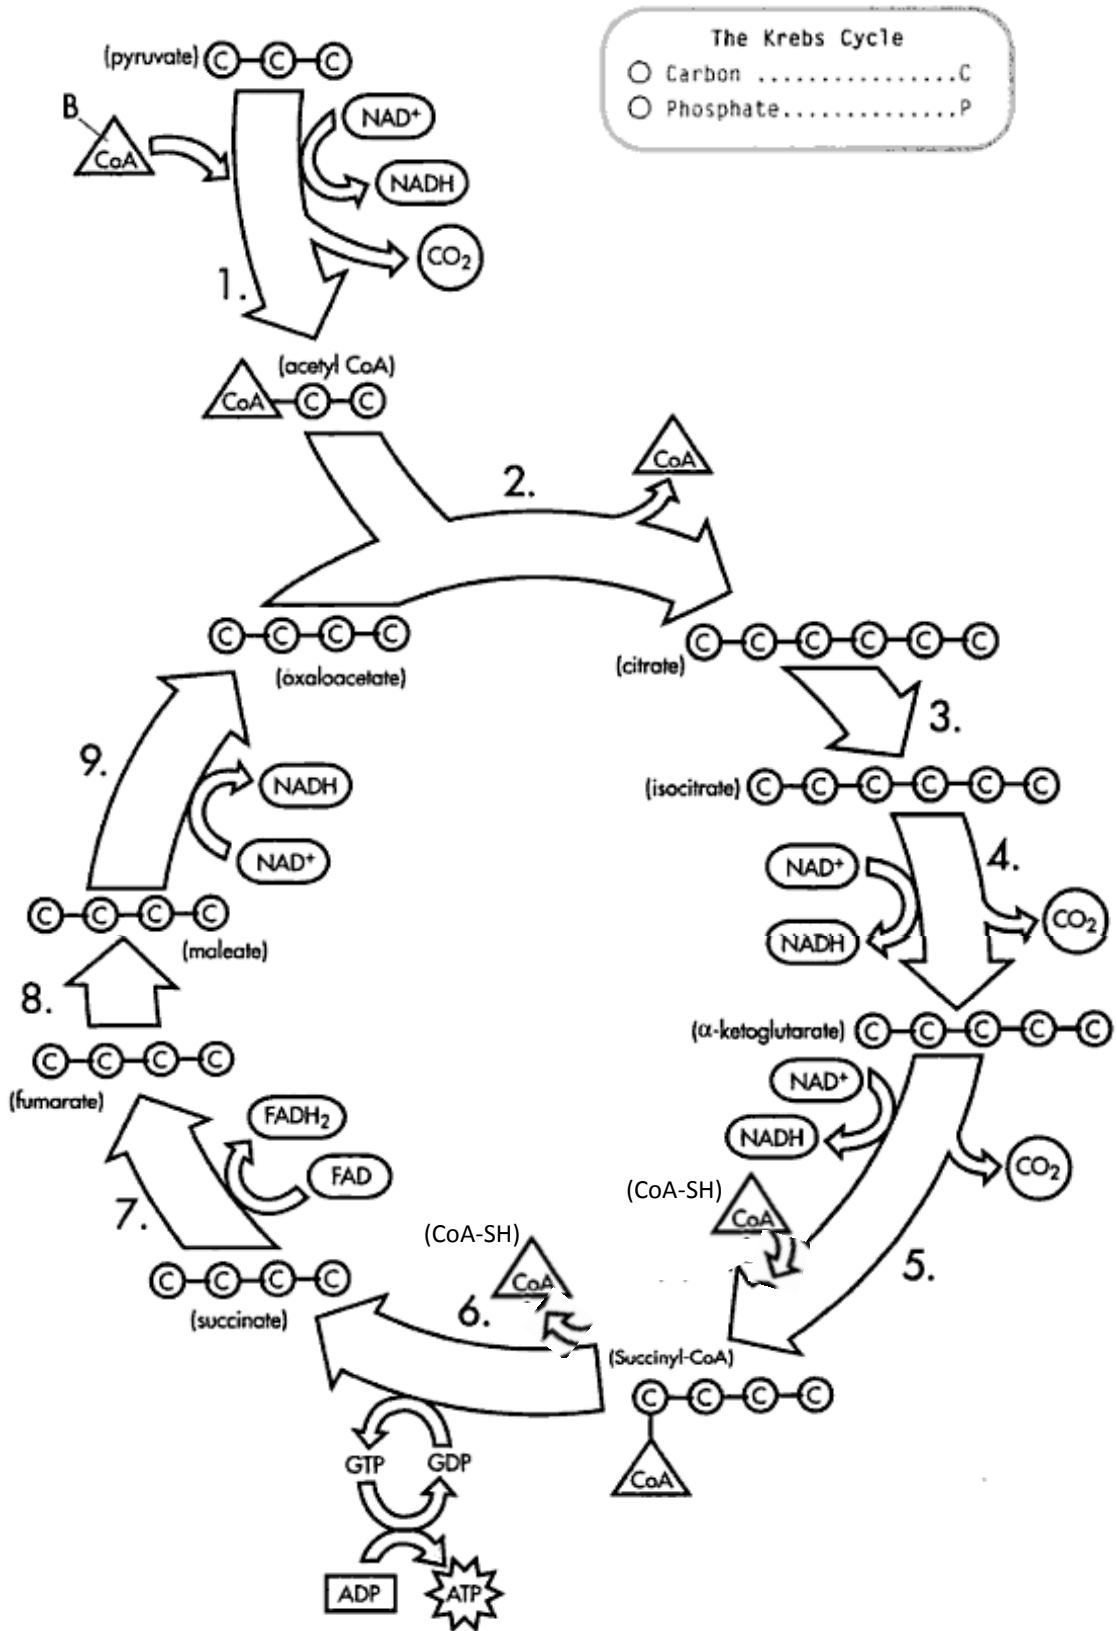 The Krebs Cycle
Carbon ................C
Phosphate..............P
(pyruvate) C C C
B
CoA
NAD+
NADH
CO2
1.
(acetyl CoA)
CoA C C
CoA
2.
C C C C
(oxaloacetate)
C C C C C C
(citrate)
3.
(isocitrate) C C C C C C
9.
NADH
NAD+
4.
NAD+
NADH
CO2
C C C C
(maleate)
8.
(α-ketoglutarate) C C C C C
C C C C
(fumarate)
NAD+
NADH
CO2
FADH2
FAD
7.
(CoA-SH)
CoA
5.
(CoA-SH)
CoA
C C C C
(succinate)
6.
(Succinyl-CoA)
C C C C
CoA
GTP GDP
ADP ATP